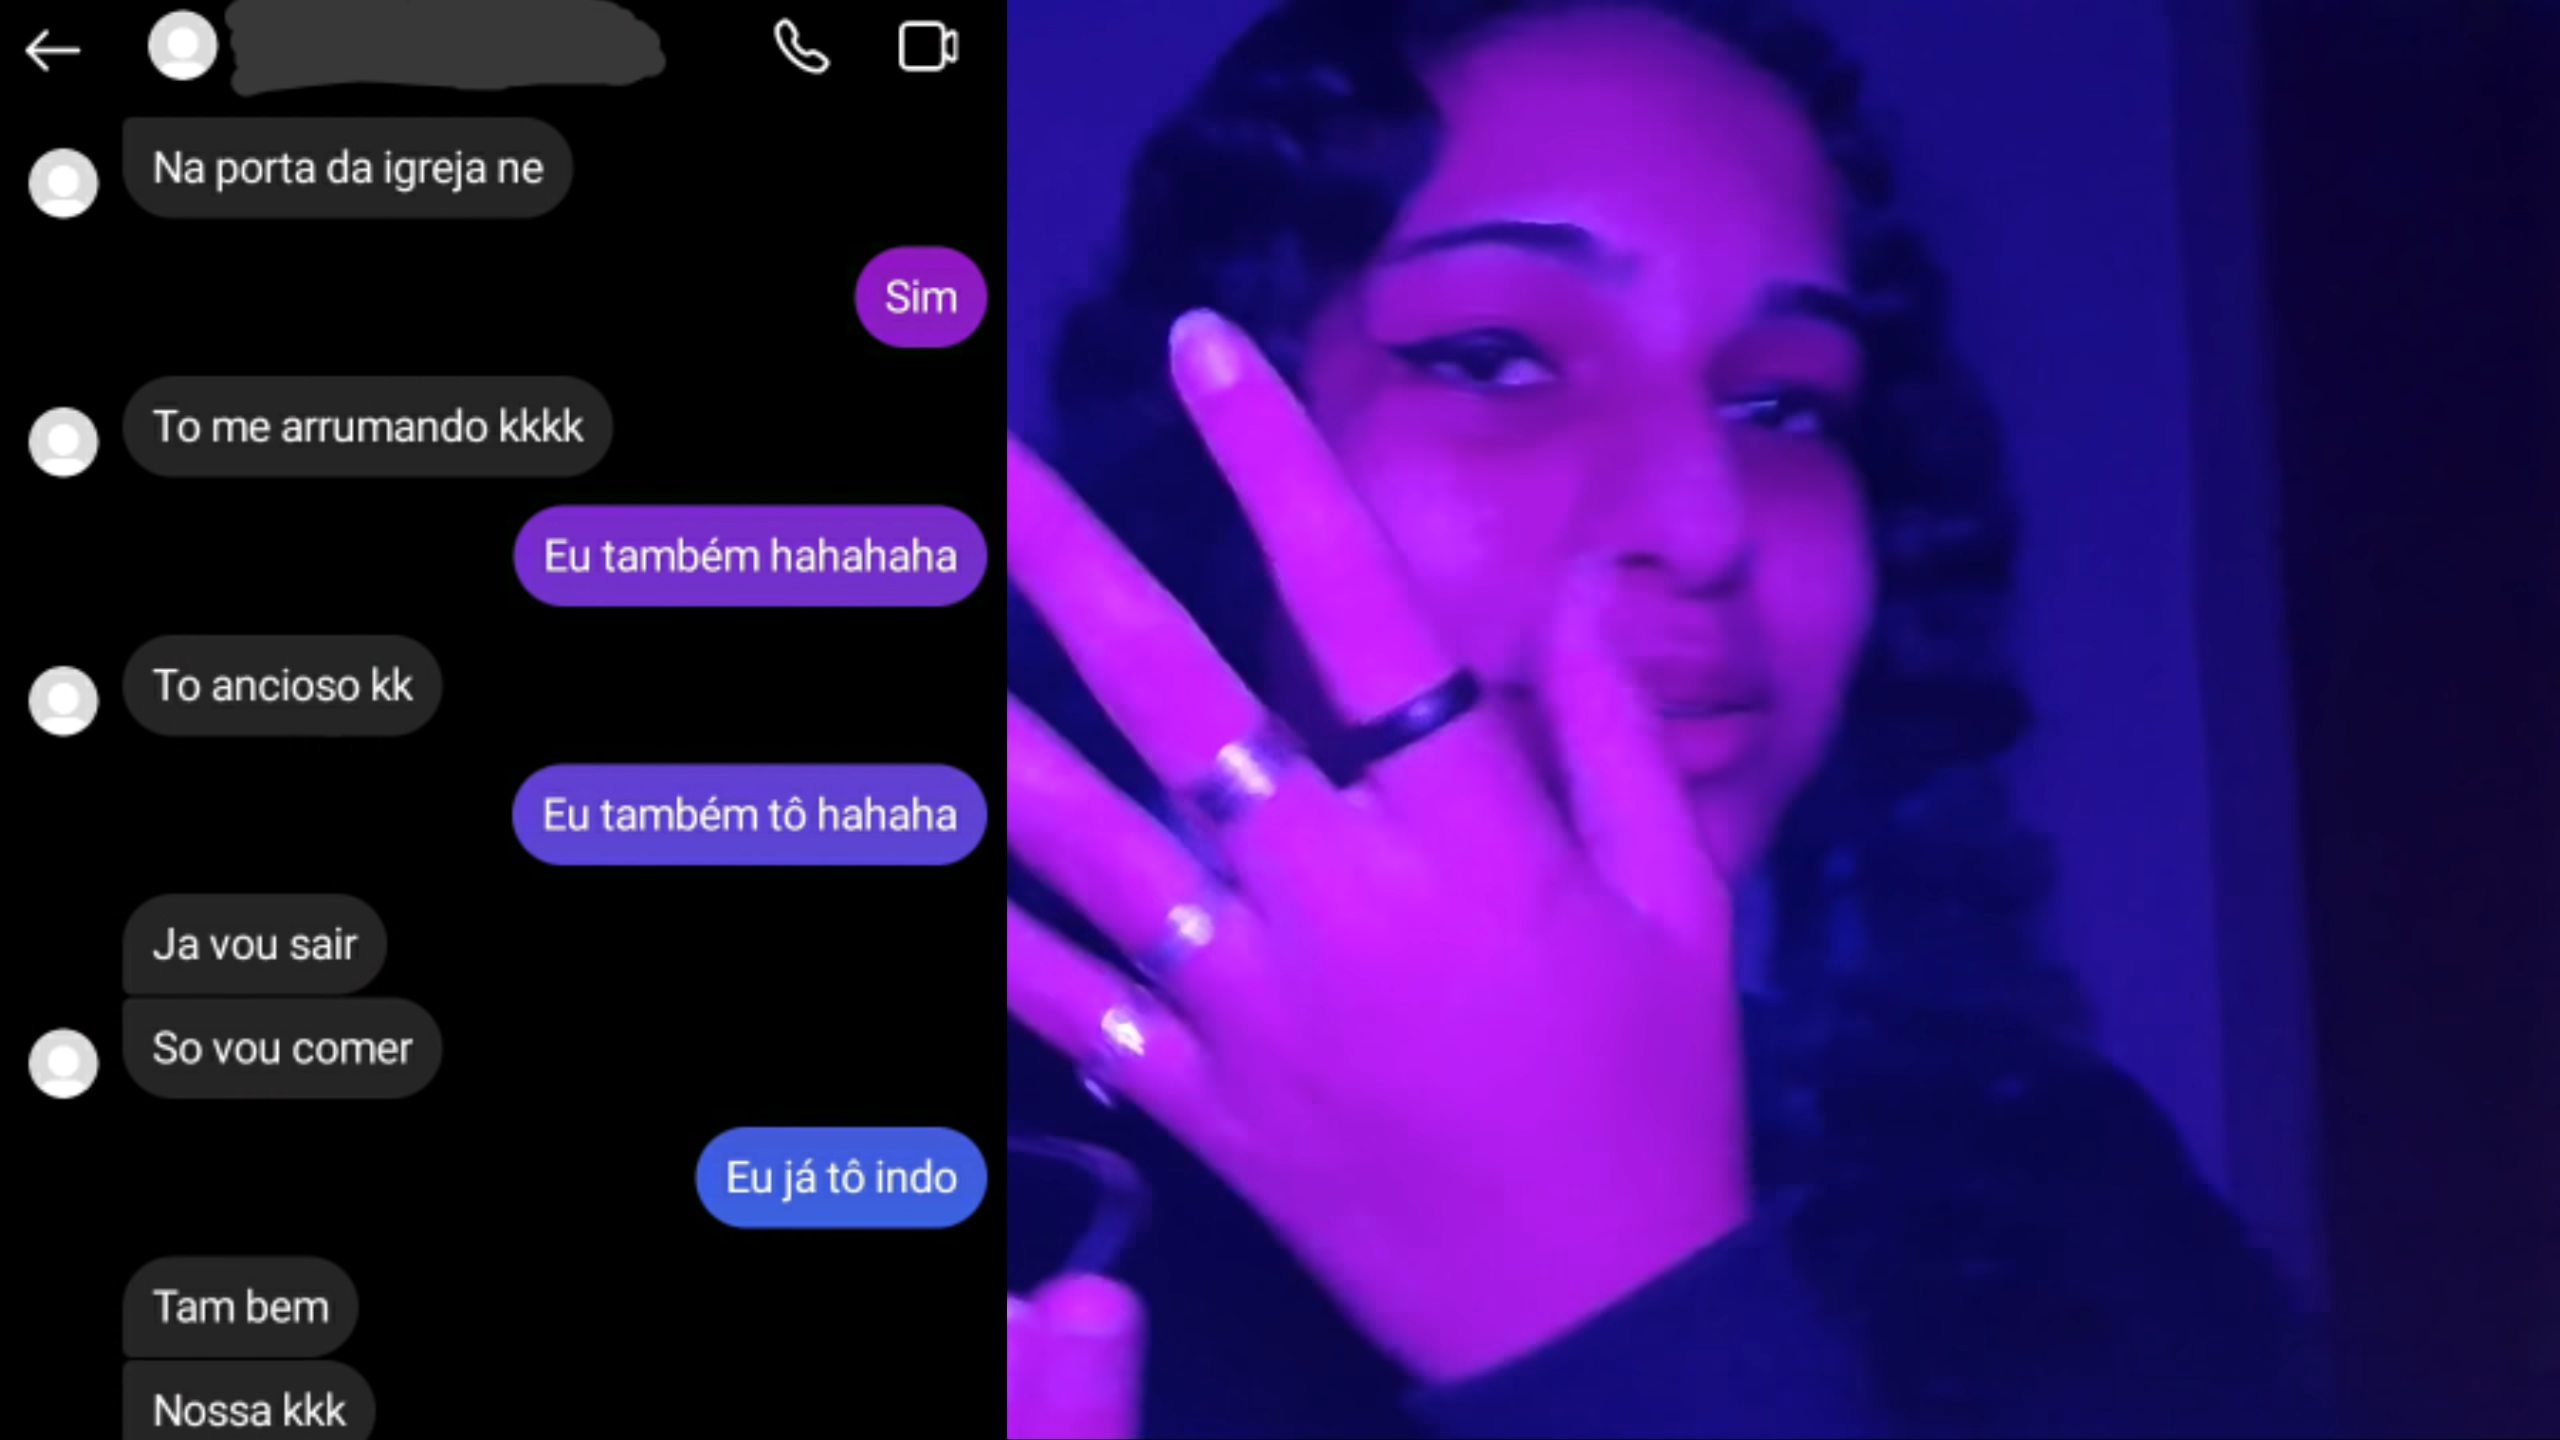 Na porta da igreja ne
Sim
To me arrumando kkkk
Eu também hahahaha
To ancioso kk
Eu também tô hahaha
Ja vou sair
So vou comer
Eu já tô indo
Tam bem
Nossa kkk